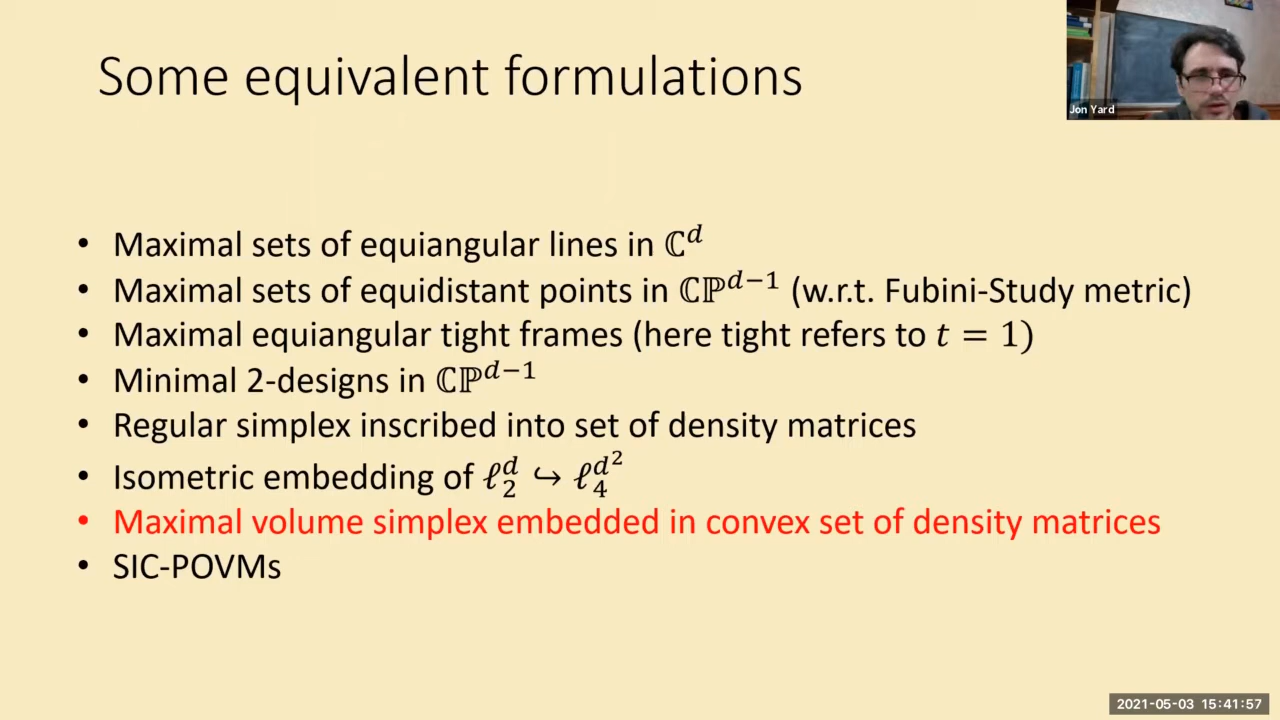 Some equivalent formulations
Jon Yard
• Maximal sets of equiangular lines in ℂ^d
• Maximal sets of equidistant points in ℂℙ^{d−1} (w.r.t. Fubini-Study metric)
• Maximal equiangular tight frames (here tight refers to t = 1)
• Minimal 2-designs in ℂℙ^{d−1}
• Regular simplex inscribed into set of density matrices
• Isometric embedding of ℓ_2^d ↪ ℓ_4^{d^2}
• Maximal volume simplex embedded in convex set of density matrices
• SIC-POVMs
2021-05-03 15:41:57